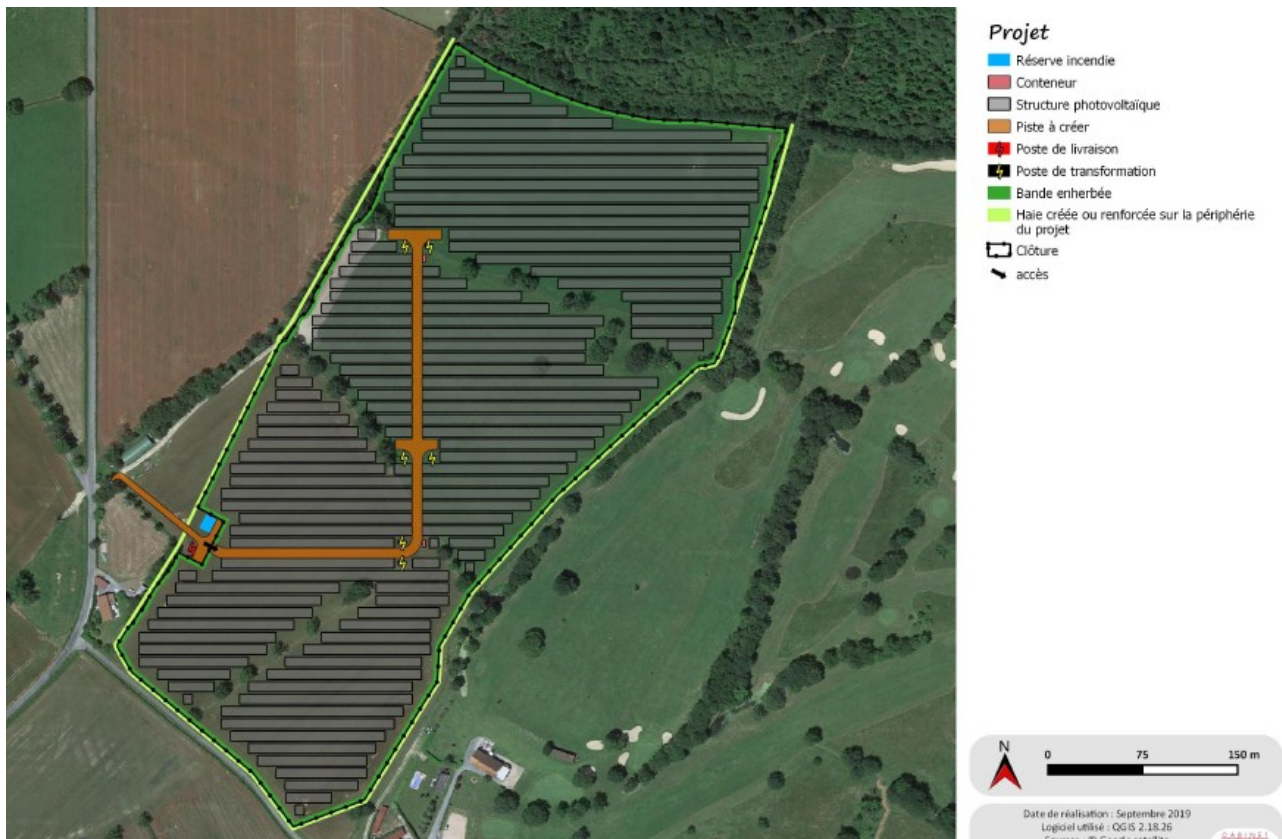 Projet
Réserve incendie
Conteneur
Structure photovoltaïque
Piste à créer
Poste de livraison
Poste de transformation
Bande enherbée
Haie créée ou renforcée sur la périphérie
du projet
Clôture
accès
N
0 75 150 m
Date de réalisation : Septembre 2019
Logiciel utilisé : QGIS 2.18.26
CABINET